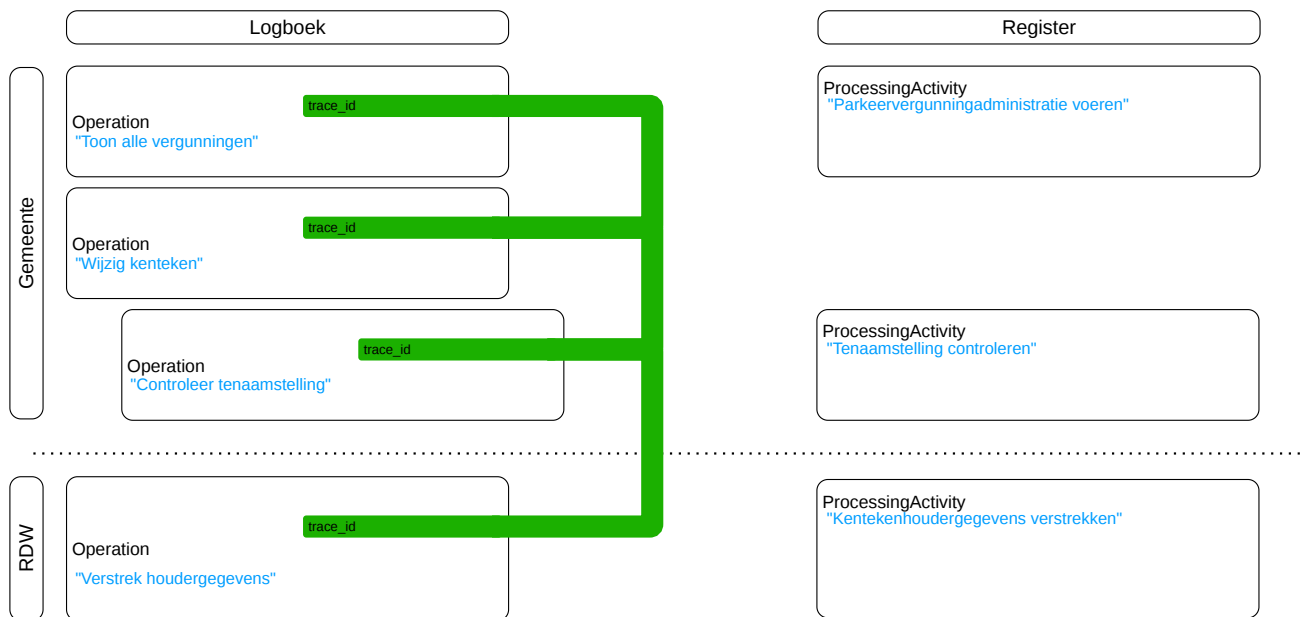 Logboek
Register
Gemeente
trace_id
Operation
"Toon alle vergunningen"
ProcessingActivity
"Parkeervergunningadministratie voeren"
trace_id
Operation
"Wijzig kenteken"
trace_id
Operation
"Controleer tenaamstelling"
ProcessingActivity
"Tenaamstelling controleren"
RDW
trace_id
Operation
"Verstrek houdergegevens"
ProcessingActivity
"Kentekenhoudergegevens verstrekken"